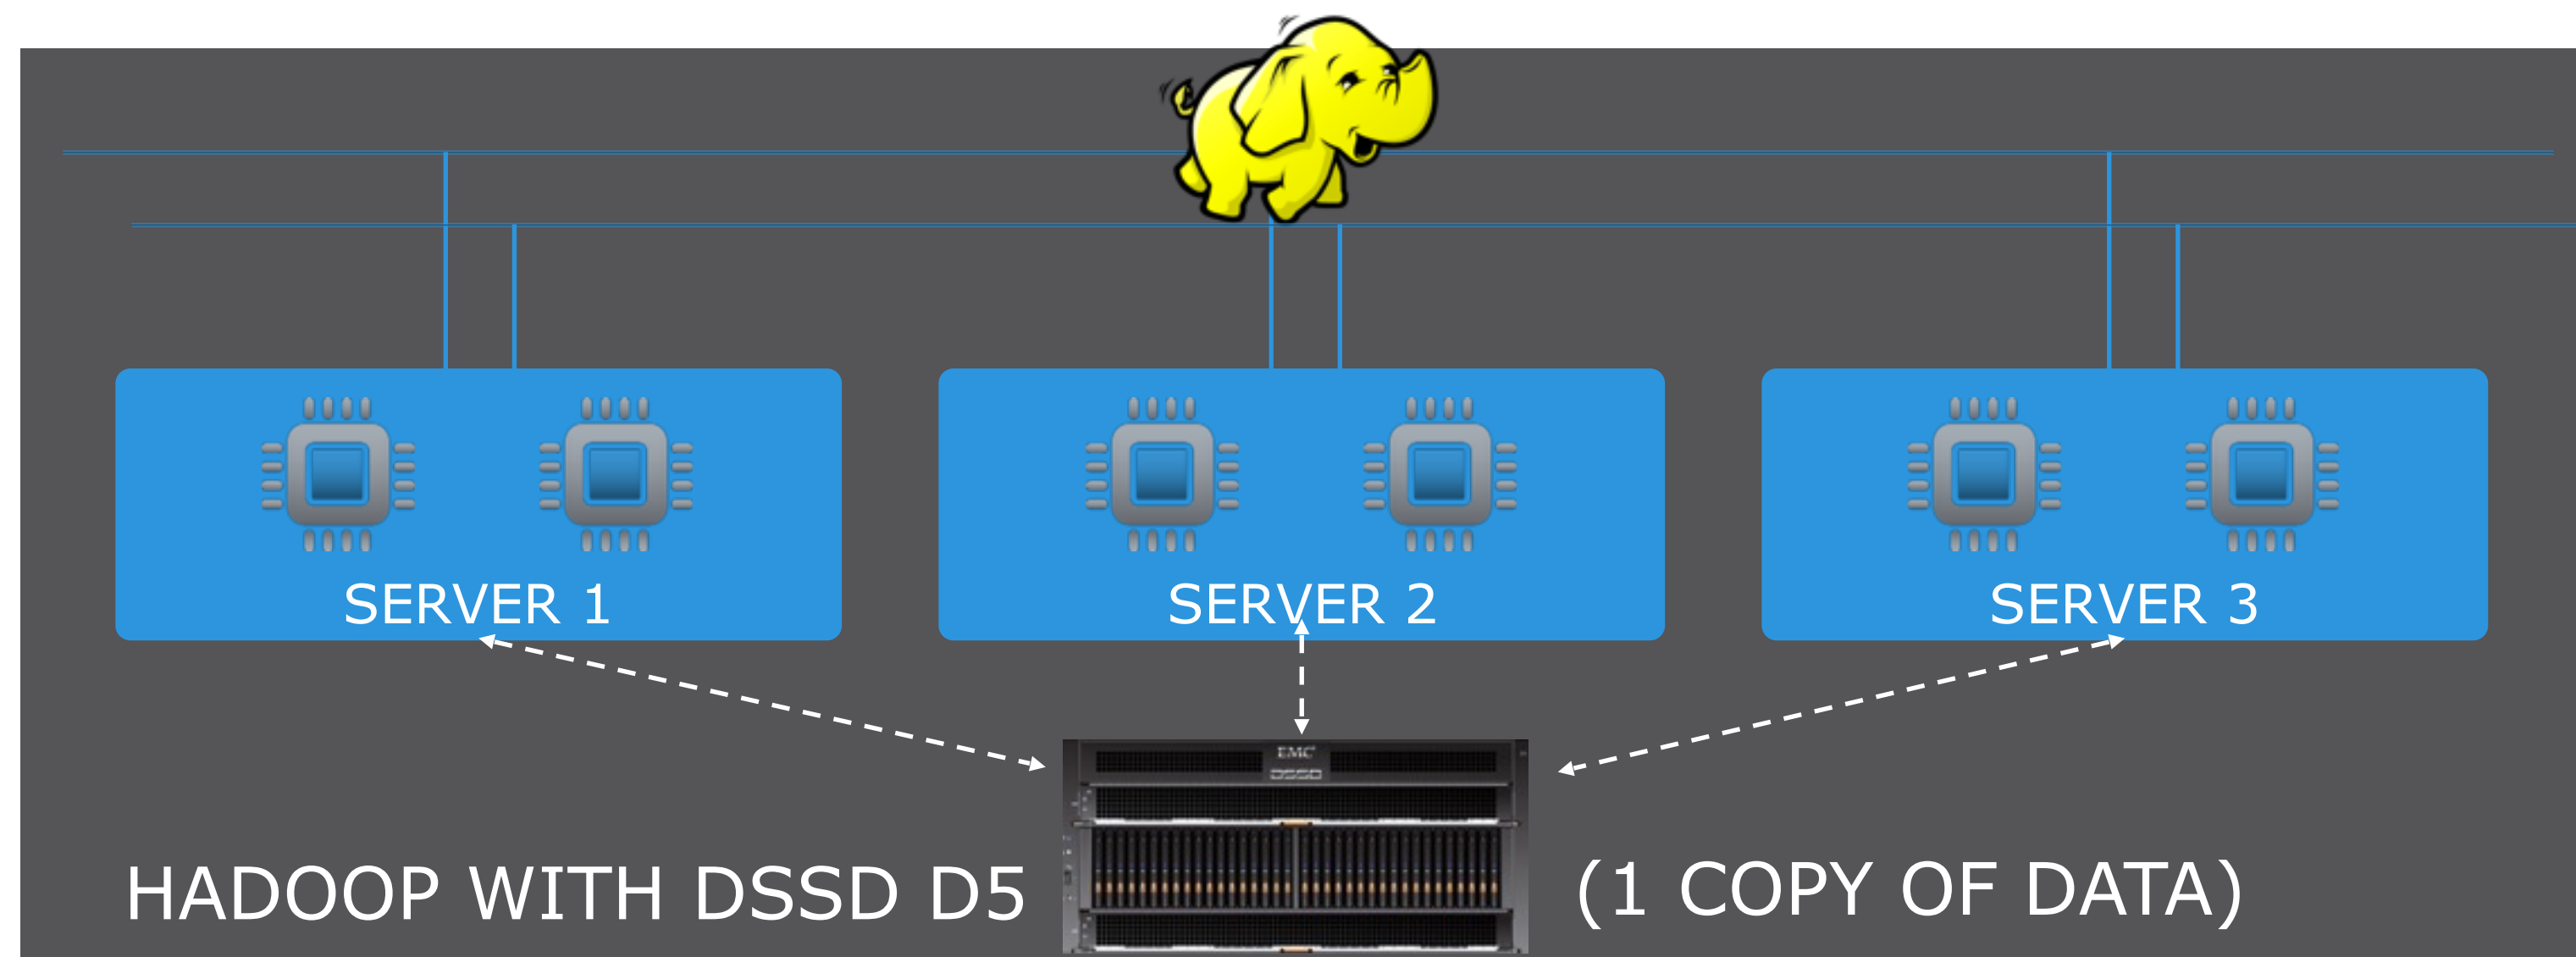 SERVER 1
SERVER 2
SERVER 3
EMC
DSSD
HADOOP WITH DSSD D5
(1 COPY OF DATA)